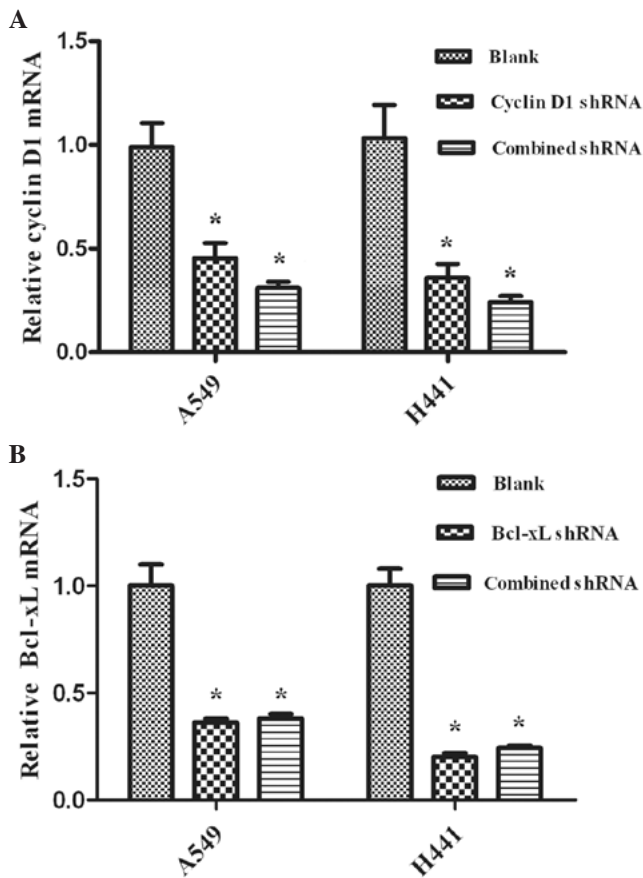 A
Relative cyclin D1 mRNA
1.5
1.0
0.5
0.0
Blank
Cyclin D1 shRNA
Combined shRNA
*
*
*
*
A549
H441
B
Relative Bcl-xL mRNA
1.5
1.0
0.5
0.0
Blank
Bcl-xL shRNA
Combined shRNA
*
*
*
*
A549
H441